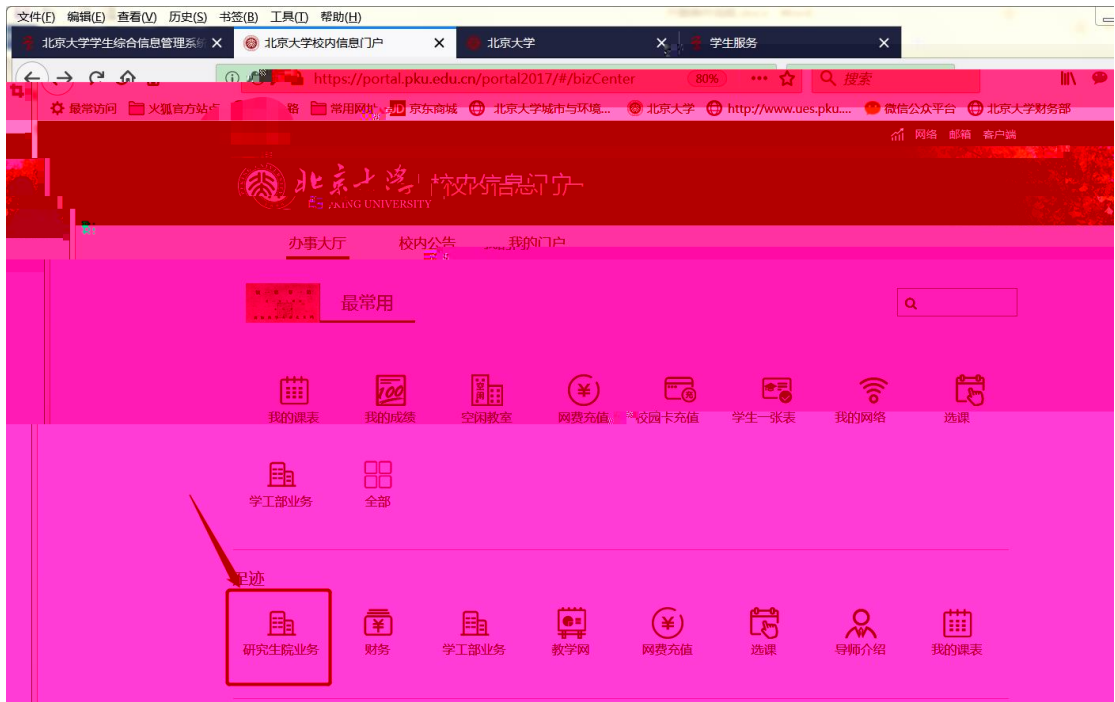 文件(F) 编辑(E) 查看(V) 历史(S) 书签(B) 工具(T) 帮助(H)
北京大学学生综合信息管理系统 北京大学校内信息门户 北京大学 学生服务
https://portal.pku.edu.cn/portal2017/#/bizCenter 80% 搜索
最常访问 火狐官方站点 常用网址 JD 京东商城 北京大学城市与环境... 北京大学 http://www.ues.pku.... 微信公众平台 北京大学财务部
网络 邮箱 客户端
北京大学 校内信息门户
UNIVERSITY
办事大厅 校内公告 我的门户
最常用
我的课表 我的成绩 空闲教室 网费充值 校园卡充值 学生一张表 我的网络 选课
学工部业务 全部
足迹
研究生院业务 财务 学工部业务 教学网 网费充值 选课 导师介绍 我的课表